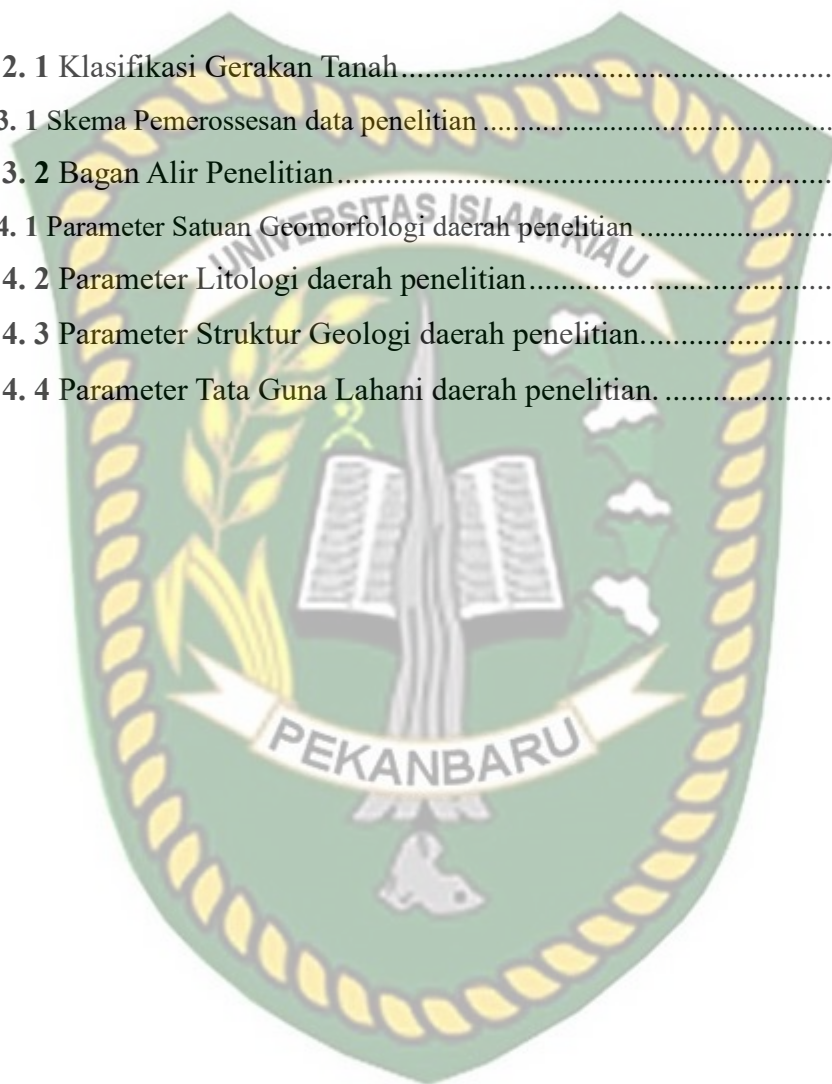 2. 1 Klasifikasi Gerakan Tanah.......................................................
3. 1 Skema Pemerossesan data penelitian.............................................
3. 2 Bagan Alir Penelitian................................................................
UNIVERSITAS ISLAM RIAU
4. 1 Parameter Satuan Geomorfologi daerah penelitian..........................
4. 2 Parameter Litologi daerah penelitian..........................................
4. 3 Parameter Struktur Geologi daerah penelitian...........................
4. 4 Parameter Tata Guna Lahani daerah penelitian. .....................
PEKANBARU